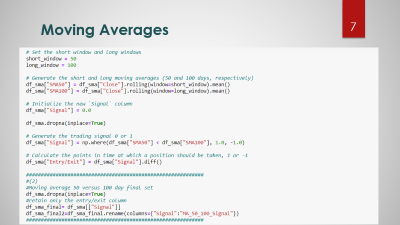 Moving Averages
7
# Set the short window and long windows
short_window = 50
long_window = 100
# Generate the short and long moving averages (50 and 100 days, respectively)
df_sma["SMA50"] = df_sma["Close"].rolling(window=short_window).mean()
df_sma["SMA100"] = df_sma["Close"].rolling(window=long_window).mean()
# Initialize the new `Signal` column
df_sma["Signal"] = 0.0
df_sma.dropna(inplace=True)
# Generate the trading signal 0 or 1
df_sma["Signal"] = np.where(df_sma["SMA50"] < df_sma["SMA100"], 1.0, -1.0)
# Calculate the points in time at which a position should be taken, 1 or -1
df_sma["Entry/Exit"] = df_sma["Signal"].diff()
#(2)
#Moving average 50 versus 100 day final set
df_sma.dropna(inplace=True)
#retain only the entry/exit column
df_sma_final= df_sma[["Signal"]]
df_sma_final2=df_sma_final.rename(columns={"Signal":"MA_50_100_Signal"})